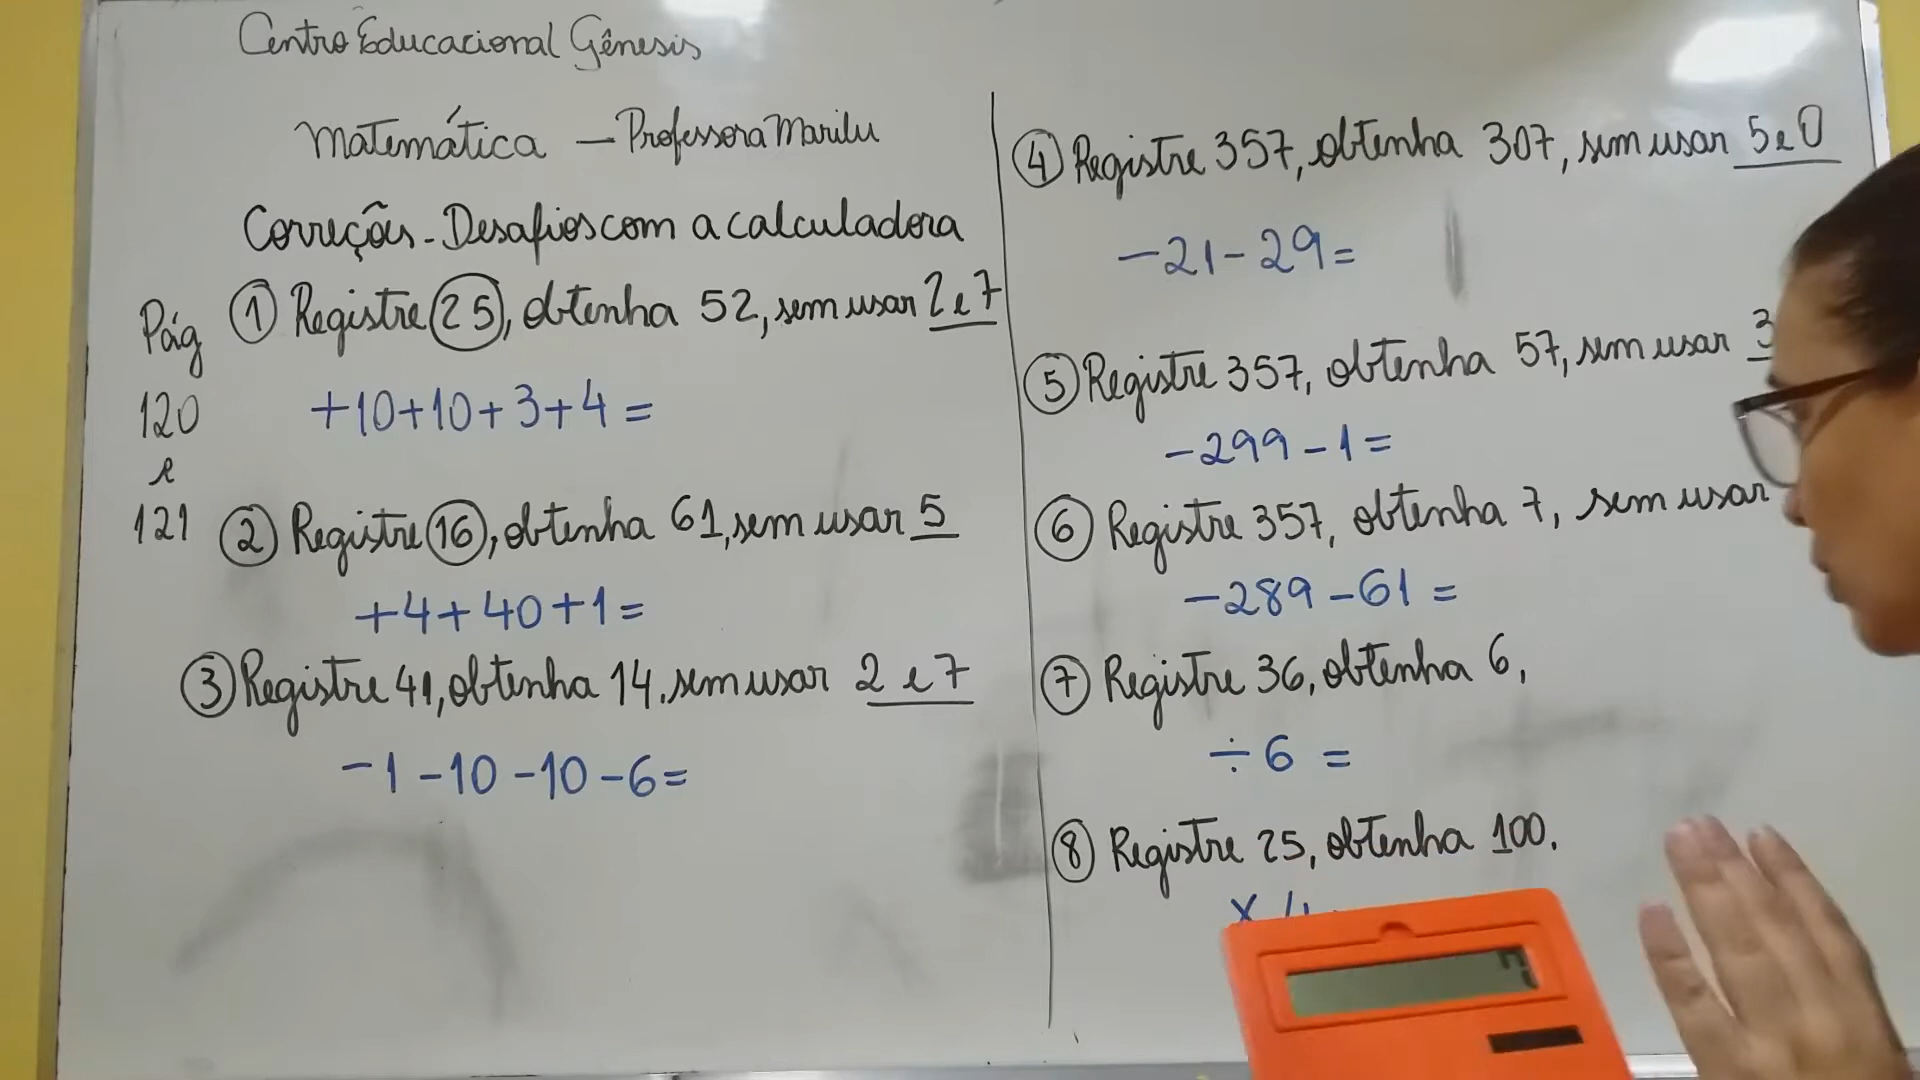 Centro Educacional Gênesis
Matemática - Professora Marilu
Correções - Desafios com a calculadora
Pág
120
e
121
① Registre 25, obtenha 52, sem usar 2 e 7
+10+10+3+4=
② Registre 16, obtenha 61, sem usar 5
+4+40+1=
③ Registre 41, obtenha 14. sem usar 2 e 7
-1-10-10-6=
④ Registre 357, obtenha 307, sem usar 5 e 0
-21-29=
⑤ Registre 357, obtenha 57, sem usar 3
-299-1=
⑥ Registre 357, obtenha 7, sem usar
-289-61=
⑦ Registre 36, obtenha 6,
÷6=
⑧ Registre 25, obtenha 100.